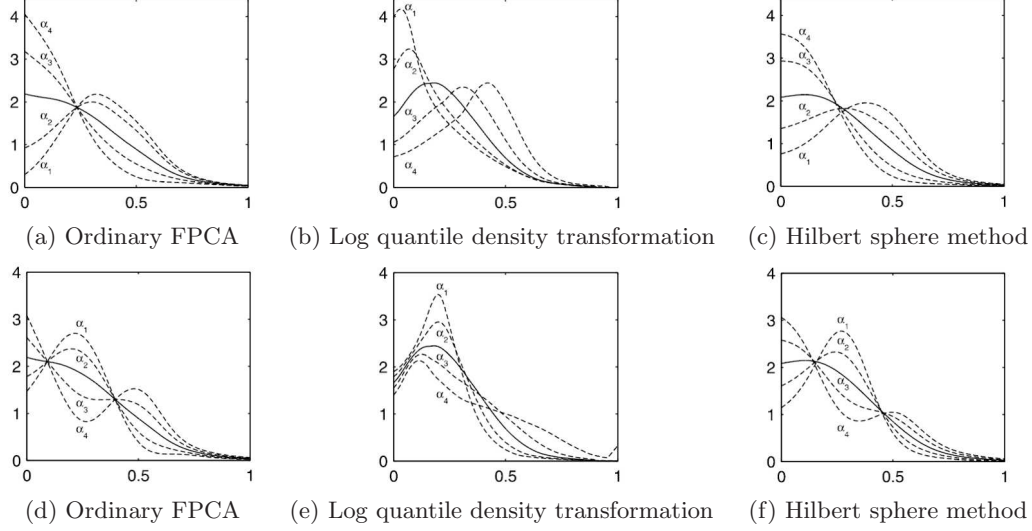 4
3
2
1
0
α4
α3
α2
α1
0 0.5 1
4
3
2
1
0
α1
α2
α3
α4
0 0.5 1
4
3
2
1
0
α4
α3
α2
α1
0 0.5 1
(a) Ordinary FPCA (b) Log quantile density transformation (c) Hilbert sphere method
4
3
2
1
0
α1
α2
α3
α4
0 0.5 1
4
3
2
1
0
α1
α2
α3
α4
0 0.5 1
4
3
2
1
0
α1
α2
α3
α4
0 0.5 1
(d) Ordinary FPCA (e) Log quantile density transformation (f) Hilbert sphere method